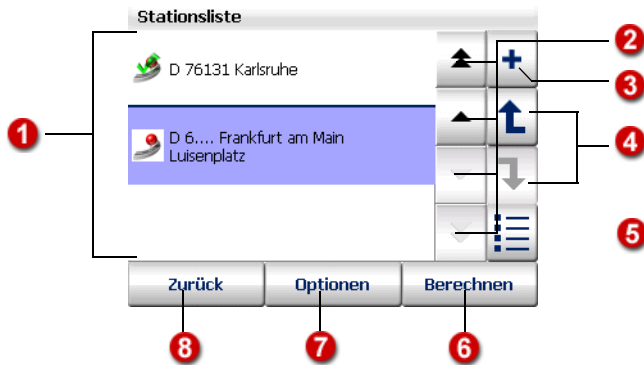 Stationsliste
D 76131 Karlsruhe
D 6.... Frankfurt am Main
Luisenplatz
Zurück
Optionen
Berechnen
1
2
3
4
5
6
7
8